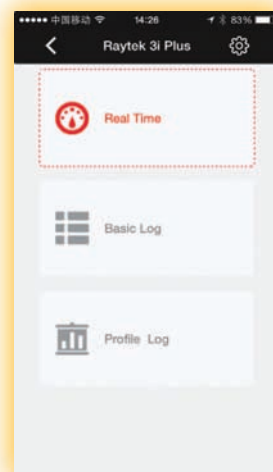 中国移动 14:26 83%
Raytek 3i Plus
Real Time
Basic Log
Profile Log